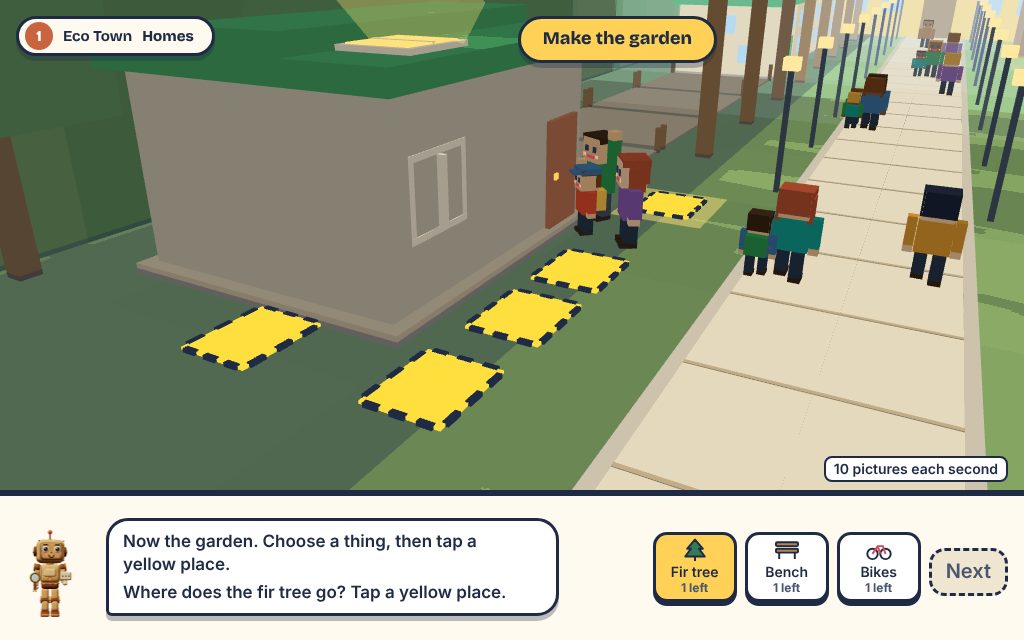 1 Eco Town Homes
Make the garden
10 pictures each second
Now the garden. Choose a thing, then tap a
yellow place.
Where does the fir tree go? Tap a yellow place.
Fir tree
1 left
Bench
1 left
Bikes
1 left
Next